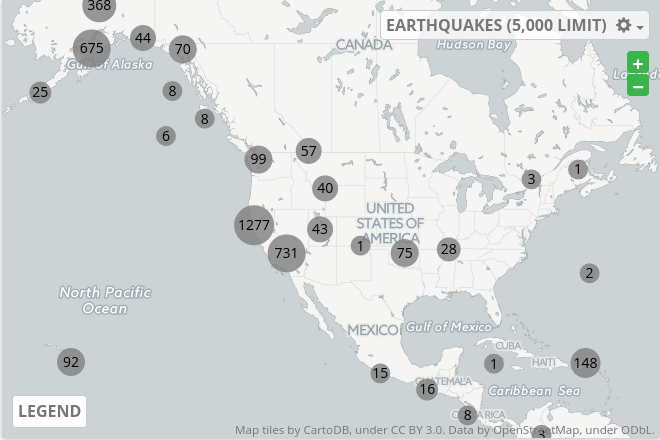 368
EARTHQUAKES (5,000 LIMIT)
44
675
70
CANADA
Hudson Bay
Gulf of Alaska
+
−
25
8
8
6
99
57
40
3
1
1277
731
43
UNITED
STATES OF
AMERICA
1
75
28
2
North Pacific
Ocean
92
MEXICO
Gulf of Mexico
CUBA
HAITI
1
148
15
16
GUATEMALA
Caribbean Sea
8
3
LEGEND
Map tiles by CartoDB, under CC BY 3.0. Data by OpenStreetMap, under ODbL.